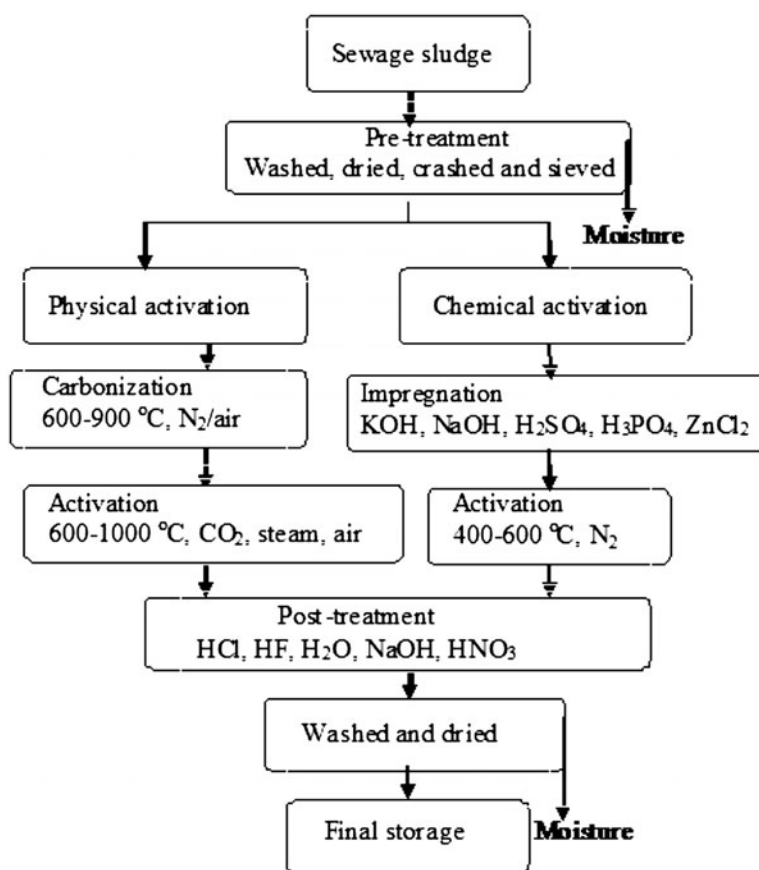 Sewage sludge
Pre-treatment
Washed, dried, crashed and sieved
Moisture
Physical activation
Chemical activation
Carbonization
600-900 °C, N₂/air
Impregnation
KOH, NaOH, H₂SO₄, H₃PO₄, ZnCl₂
Activation
600-1000 °C, CO₂, steam, air
Activation
400-600 °C, N₂
Post-treatment
HCl, HF, H₂O, NaOH, HNO₃
Washed and dried
Final storage
Moisture